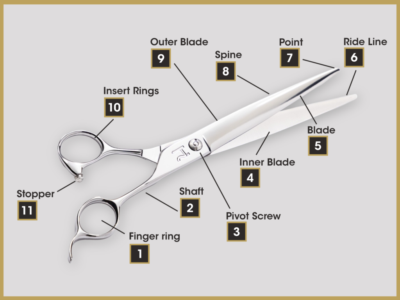 Outer Blade
9
Spine
8
Point
7
Ride Line
6
Insert Rings
10
Blade
5
Inner Blade
4
Stopper
11
Shaft
2
Pivot Screw
3
Finger ring
1